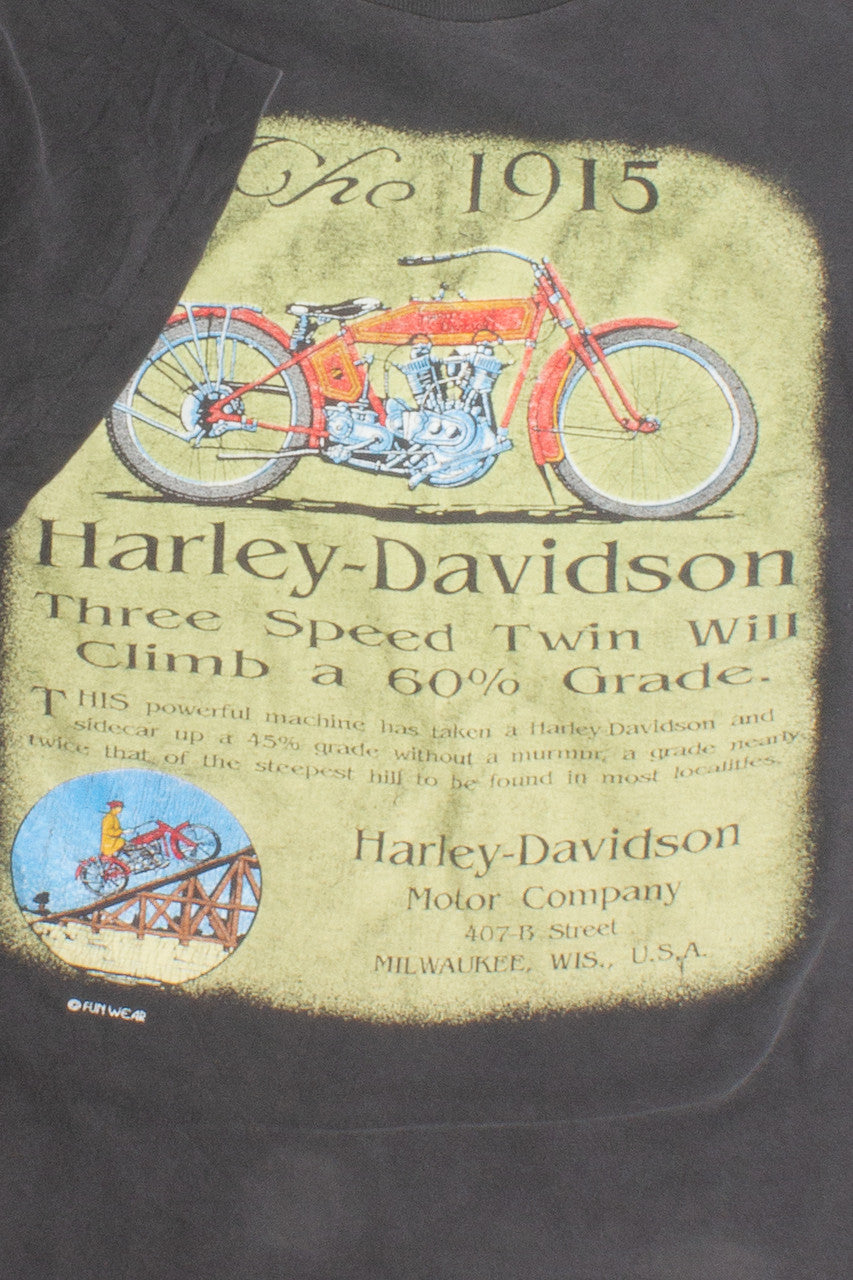 The 1915
Harley-Davidson
Three Speed Twin Will
Climb a 60% Grade.
THIS powerful machine has taken a Harley-Davidson and
sidecar up a 45% grade without a murmur, a grade nearly
twice that of the steepest hill to be found in most localities.
Harley-Davidson
Motor Company
407-B Street
MILWAUKEE, WIS., U.S.A.
© FUN WEAR